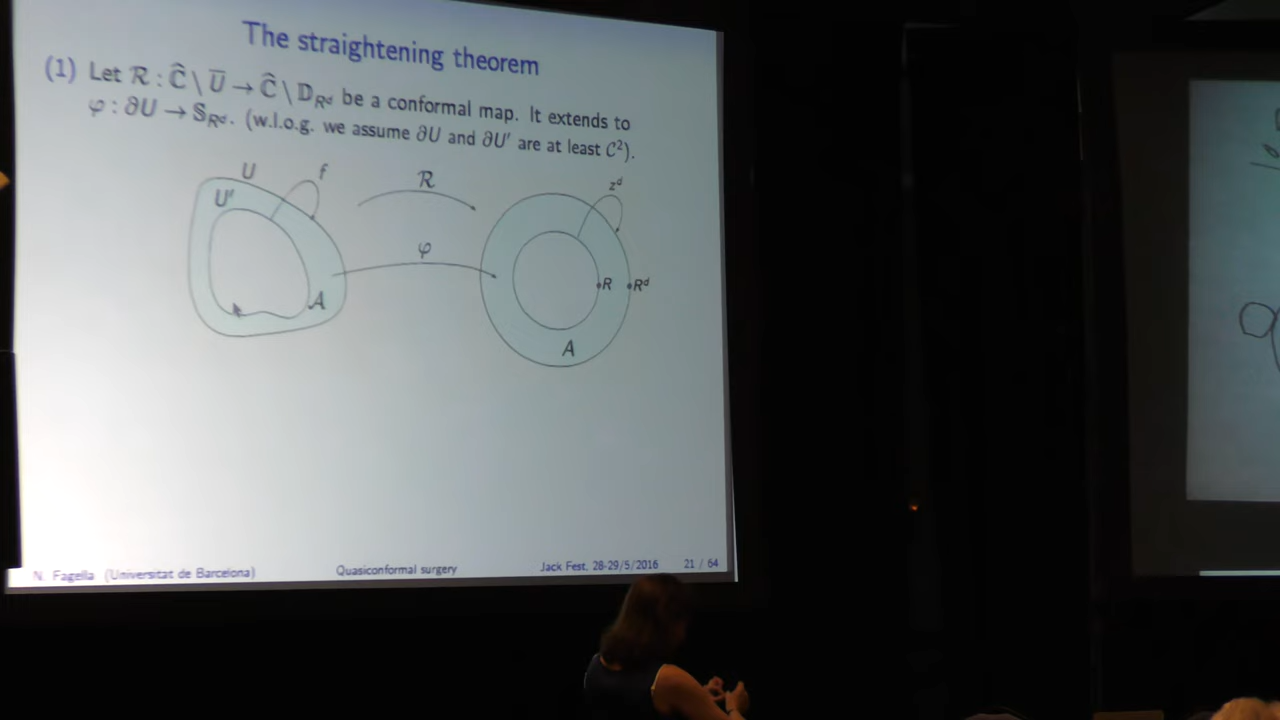 The straightening theorem
(1) Let ℛ : Ĉ \ U̅ → Ĉ \ 𝔻_{R^d} be a conformal map. It extends to
φ : ∂U → 𝕊_{R^d}. (w.l.o.g. we assume ∂U and ∂U′ are at least C²).
U
f
ℛ
z^d
U′
φ
R
R^d
A
A
N. Fagella (Universitat de Barcelona) Quasiconformal surgery Jack Fest, 28-29/5/2016 21 / 64